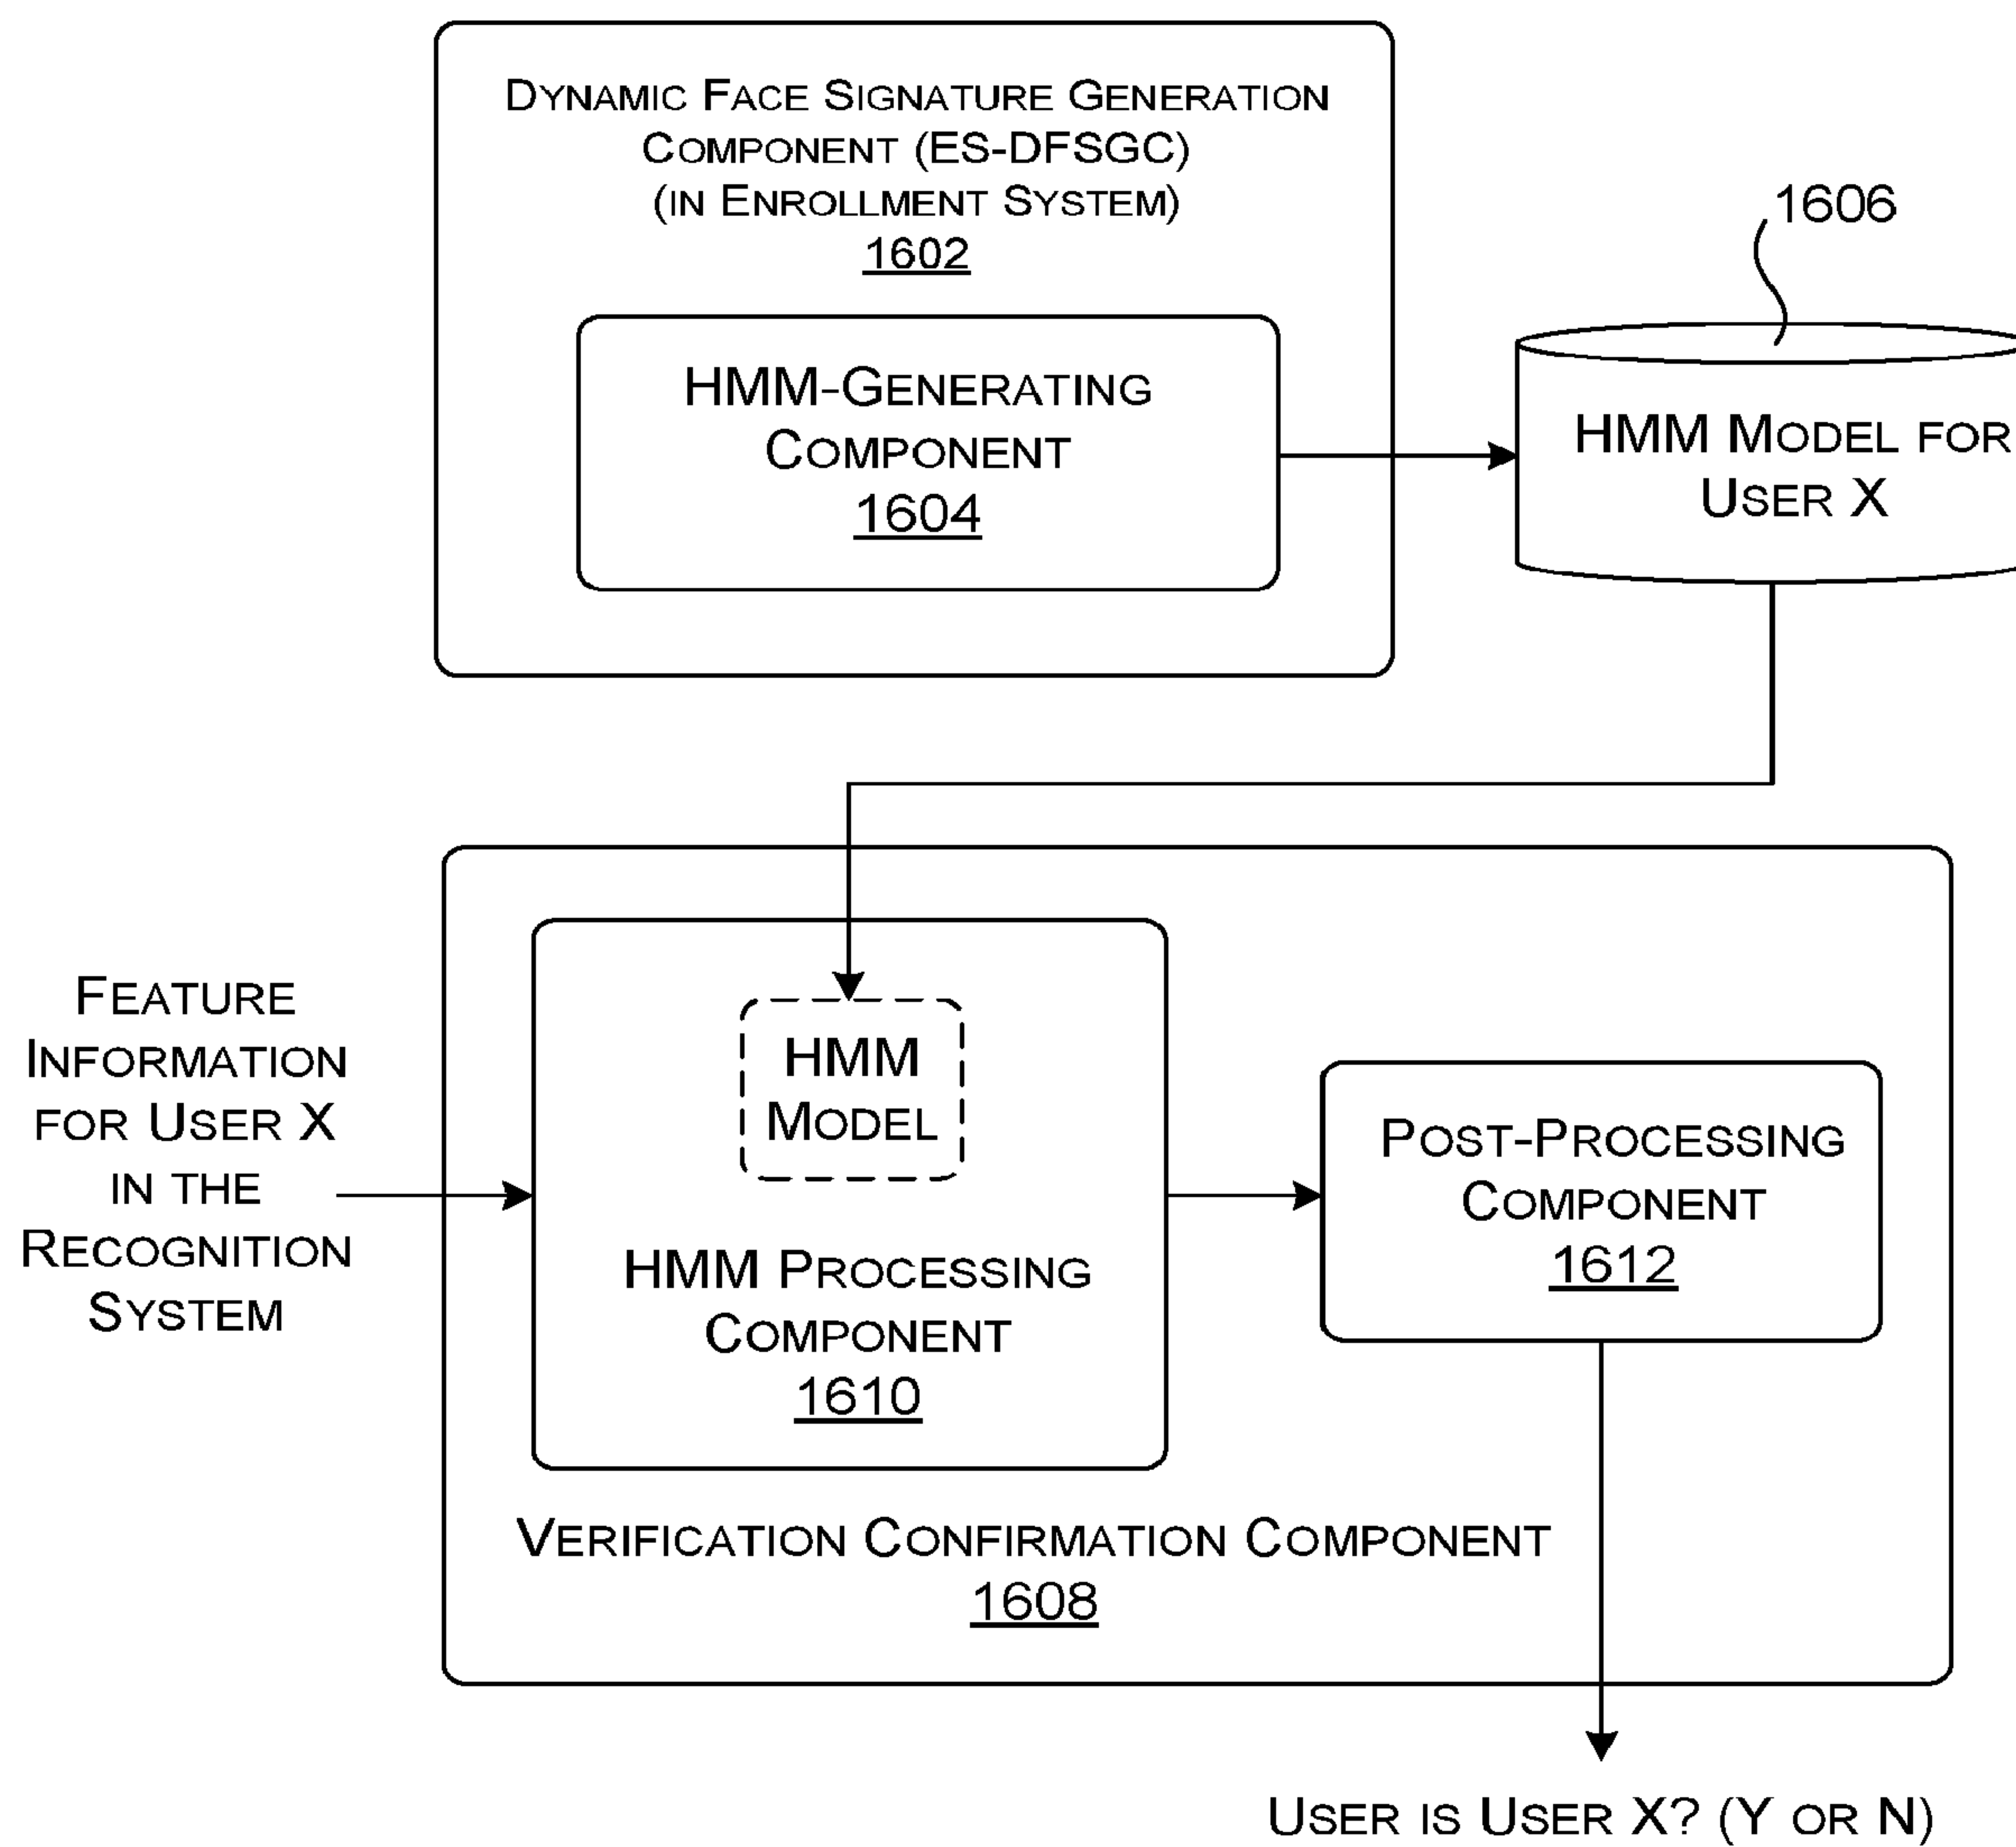 Dynamic Face Signature Generation
Component (ES-DFSGC)
(in Enrollment System)
1602
HMM-Generating
Component
1604
1606
HMM Model for
User X
Feature
Information
for User X
in the
Recognition
System
HMM
Model
HMM Processing
Component
1610
Post-Processing
Component
1612
Verification Confirmation Component
1608
User is User X? (Y or N)